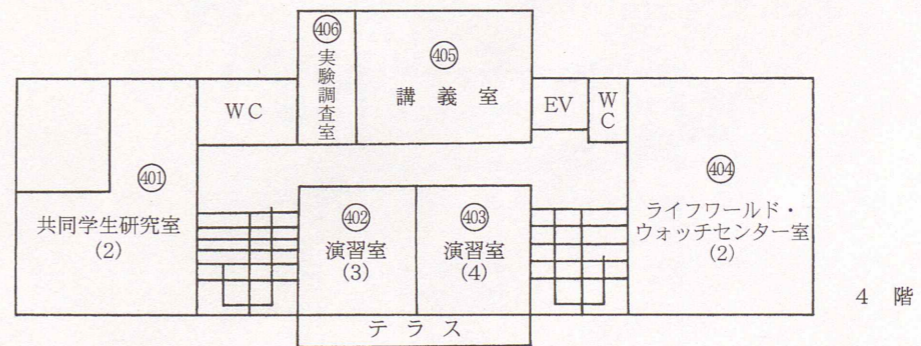 406
実験調査室
405
講義室
WC
EV
WC
401
共同学生研究室
(2)
402
演習室
(3)
403
演習室
(4)
404
ライフワールド・
ウォッチセンター室
(2)
テラス
4階